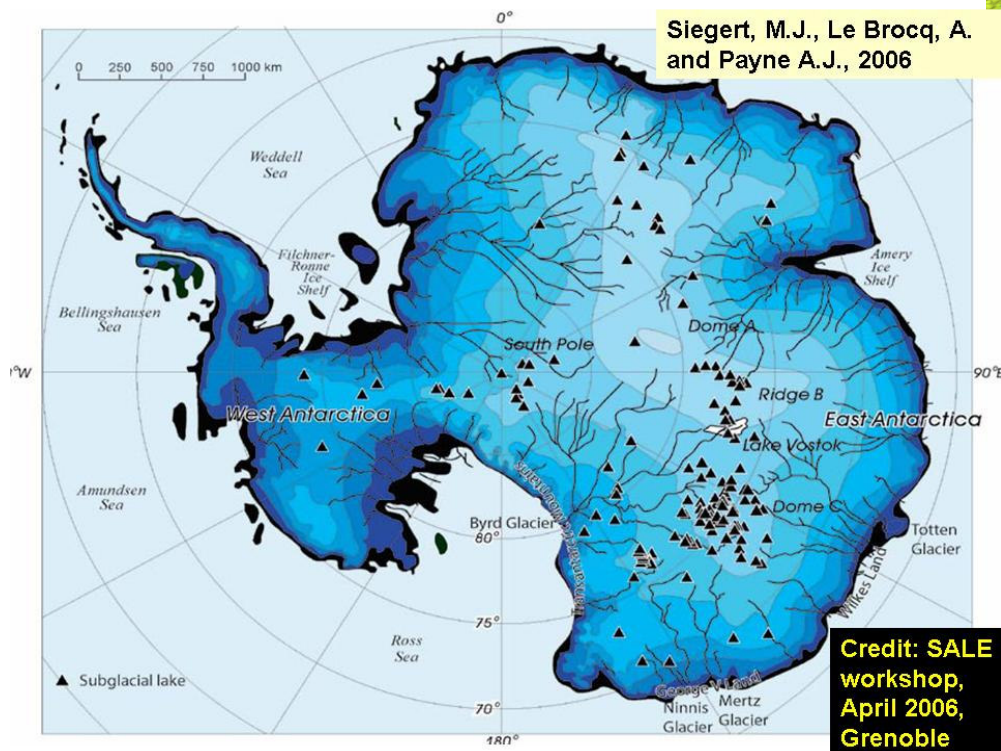 0°
Siegert, M.J., Le Brocq, A.
and Payne A.J., 2006
0 250 500 750 1000 km
Weddell
Sea
Filchner-
Ronne
Ice
Shelf
Amery
Ice
Shelf
Bellingshausen
Sea
Dome A
South Pole
°W
90°E
Ridge B
West Antarctica
East Antarctica
Lake Vostok
Amundsen
Sea
Dome C
Byrd Glacier
Transantarctic Mountains
80°
Totten
Glacier
Wilkes Land
75°
Ross
Sea
Subglacial lake
George V Land
Ninnis
Glacier
Mertz
Glacier
70°
180°
Credit: SALE
workshop,
April 2006,
Grenoble